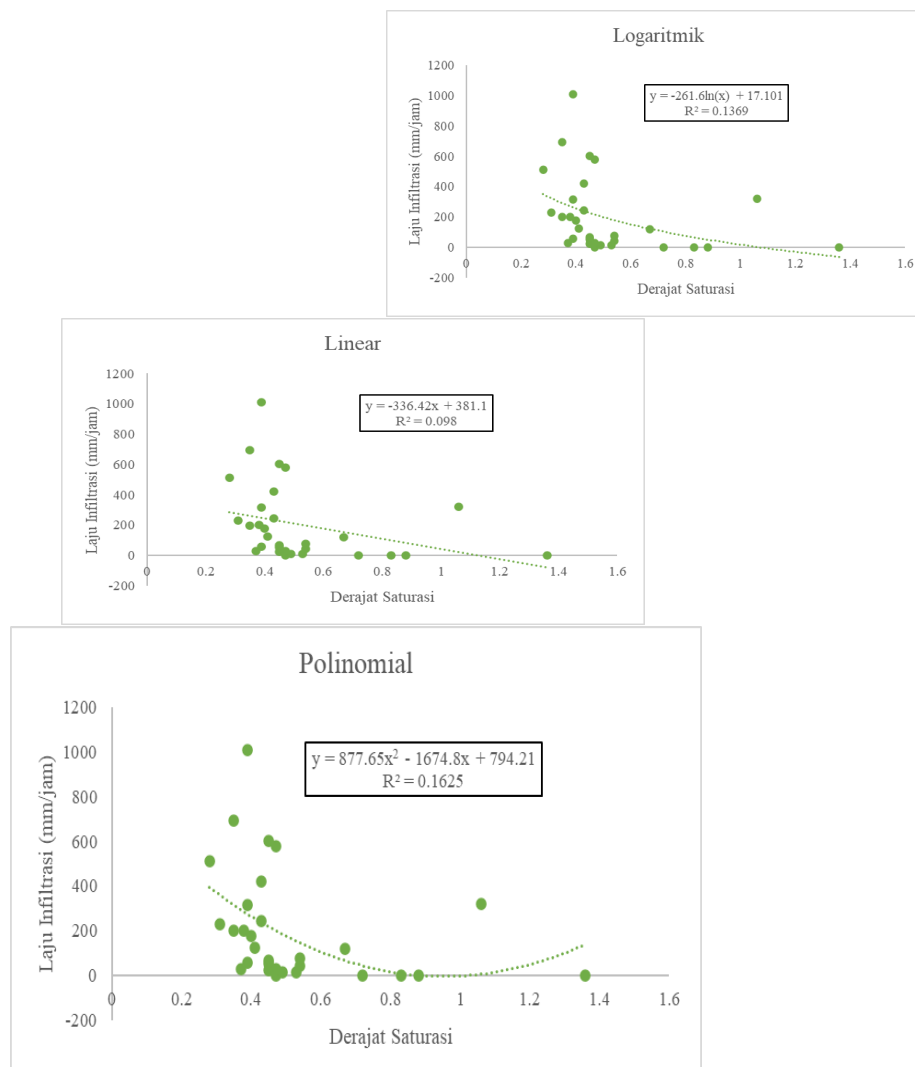 Logaritmik
1200
1000
800
600
400
200
0
-200
0 0.2 0.4 0.6 0.8 1 1.2 1.4 1.6
Laju Infiltrasi (mm/jam)
Derajat Saturasi
y = -261.6ln(x) + 17.101
R² = 0.1369
Linear
1200
1000
800
600
400
200
0
-200
0 0.2 0.4 0.6 0.8 1 1.2 1.4 1.6
Laju Infiltrasi (mm/jam)
Derajat Saturasi
y = -336.42x + 381.1
R² = 0.098
Polinomial
1200
1000
800
600
400
200
0
-200
0 0.2 0.4 0.6 0.8 1 1.2 1.4 1.6
Laju Infiltrasi (mm/jam)
Derajat Saturasi
y = 877.65x² - 1674.8x + 794.21
R² = 0.1625